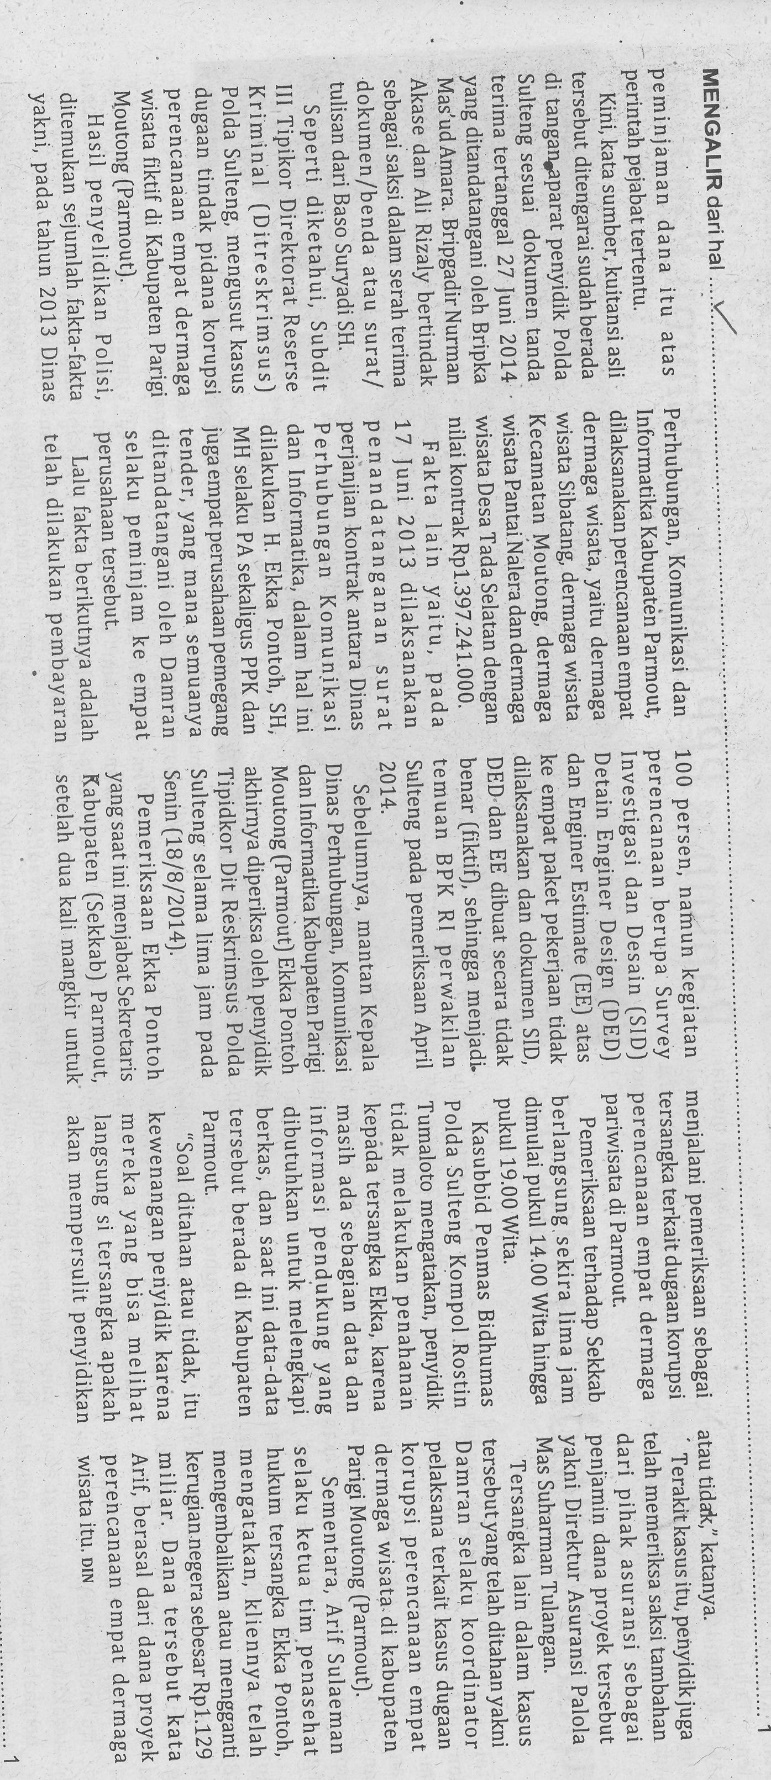 MENGALIR dari hal .... 1
peminjaman dana itu atas
perintah pejabat tertentu.
Kini, kata sumber, kuitansi asli
tersebut ditengarai sudah berada
di tangan aparat penyidik Polda
Sulteng sesuai dokumen tanda
terima tertanggal 27 Juni 2014
yang ditandatangani oleh Bripka
Mas'ud Amara. Bripgadir Nurman
Akase dan Ali Rizaly bertindak
sebagai saksi dalam serah terima
dokumen/benda atau surat/
tulisan dari Baso Suryadi SH.
Seperti diketahui, Subdit
III Tipikor Direktorat Reserse
Kriminal (Ditreskrimsus)
Polda Sulteng, mengusut kasus
dugaan tindak pidana korupsi
perencanaan empat dermaga
wisata fiktif di Kabupaten Parigi
Moutong (Parmout).
Hasil penyelidikan Polisi,
ditemukan sejumlah fakta-fakta
yakni, pada tahun 2013 Dinas
Perhubungan, Komunikasi dan
Informatika Kabupaten Parmout,
dilaksanakan perencanaan empat
dermaga wisata, yaitu dermaga
wisata Sibatang, dermaga wisata
Kecamatan Moutong, dermaga
wisata Pantai Nalera dan dermaga
wisata Desa Tada Selatan dengan
nilai kontrak Rp1.397.241.000.
Fakta lain yaitu, pada
17 Juni 2013 dilaksanakan
penandatanganan surat
perjanjian kontrak antara Dinas
Perhubungan Komunikasi
dan Informatika, dalam hal ini
dilakukan H. Ekka Pontoh, SH,
MH selaku PA sekaligus PPK dan
juga empat perusahaan pemegang
tender, yang mana semuanya
ditandatangani oleh Damran
selaku peminjam ke empat
perusahaan tersebut.
Lalu fakta berikutnya adalah
telah dilakukan pembayaran
100 persen, namun kegiatan
perencanaan berupa Survey
Investigasi dan Desain (SID)
Detain Enginer Design (DED)
dan Enginer Estimate (EE) atas
ke empat paket pekerjaan tidak
dilaksanakan dan dokumen SID,
DED dan EE dibuat secara tidak
benar (fiktif), sehingga menjadi
temuan BPK RI perwakilan
Sulteng pada pemeriksaan April
2014.
Sebelumnya, mantan Kepala
Dinas Perhubungan, Komunikasi
dan Informatika Kabupaten Parigi
Moutong (Parmout) Ekka Pontoh
akhirnya diperiksa oleh penyidik
Tipidkor Dit Reskrimsus Polda
Sulteng selama lima jam pada
Senin (18/8/2014).
Pemeriksaan Ekka Pontoh
yang saat ini menjabat Sekretaris
Kabupaten (Sekkab) Parmout,
setelah dua kali mangkir untuk
menjalani pemeriksaan sebagai
tersangka terkait dugaan korupsi
perencanaan empat dermaga
pariwisata di Parmout.
Pemeriksaan terhadap Sekkab
berlangsung sekira lima jam
dimulai pukul 14.00 Wita hingga
pukul 19.00 Wita.
Kasubbid Penmas Bidhumas
Polda Sulteng Kompol Rostin
Tumaloto mengatakan, penyidik
tidak melakukan penahanan
kepada tersangka Ekka, karena
masih ada sebagian data dan
informasi pendukung yang
dibutuhkan untuk melengkapi
berkas, dan saat ini data-data
tersebut berada di Kabupaten
Parmout.
"Soal ditahan atau tidak, itu
kewenangan penyidik karena
mereka yang bisa melihat
langsung si tersangka apakah
akan mempersulit penyidikan
atau tidak," katanya.
Terakit kasus itu, penyidik juga
telah memeriksa saksi tambahan
dari pihak asuransi sebagai
penjamin dana proyek tersebut
yakni Direktur Asuransi Palola
Mas Suharman Tulangan.
Tersangka lain dalam kasus
tersebut yang telah ditahan yakni
Damran selaku koordinator
pelaksana terkait kasus dugaan
korupsi perencanaan empat
dermaga wisata di kabupaten
Parigi Moutong (Parmout).
Sementara, Arif Sulaeman
selaku ketua tim penasehat
hukum tersangka Ekka Pontoh,
mengatakan, kliennya telah
mengembalikan atau mengganti
kerugian negera sebesar Rp1.129
miliar. Dana tersebut kata
Arif, berasal dari dana proyek
perencanaan empat dermaga
wisata itu. DIN
1